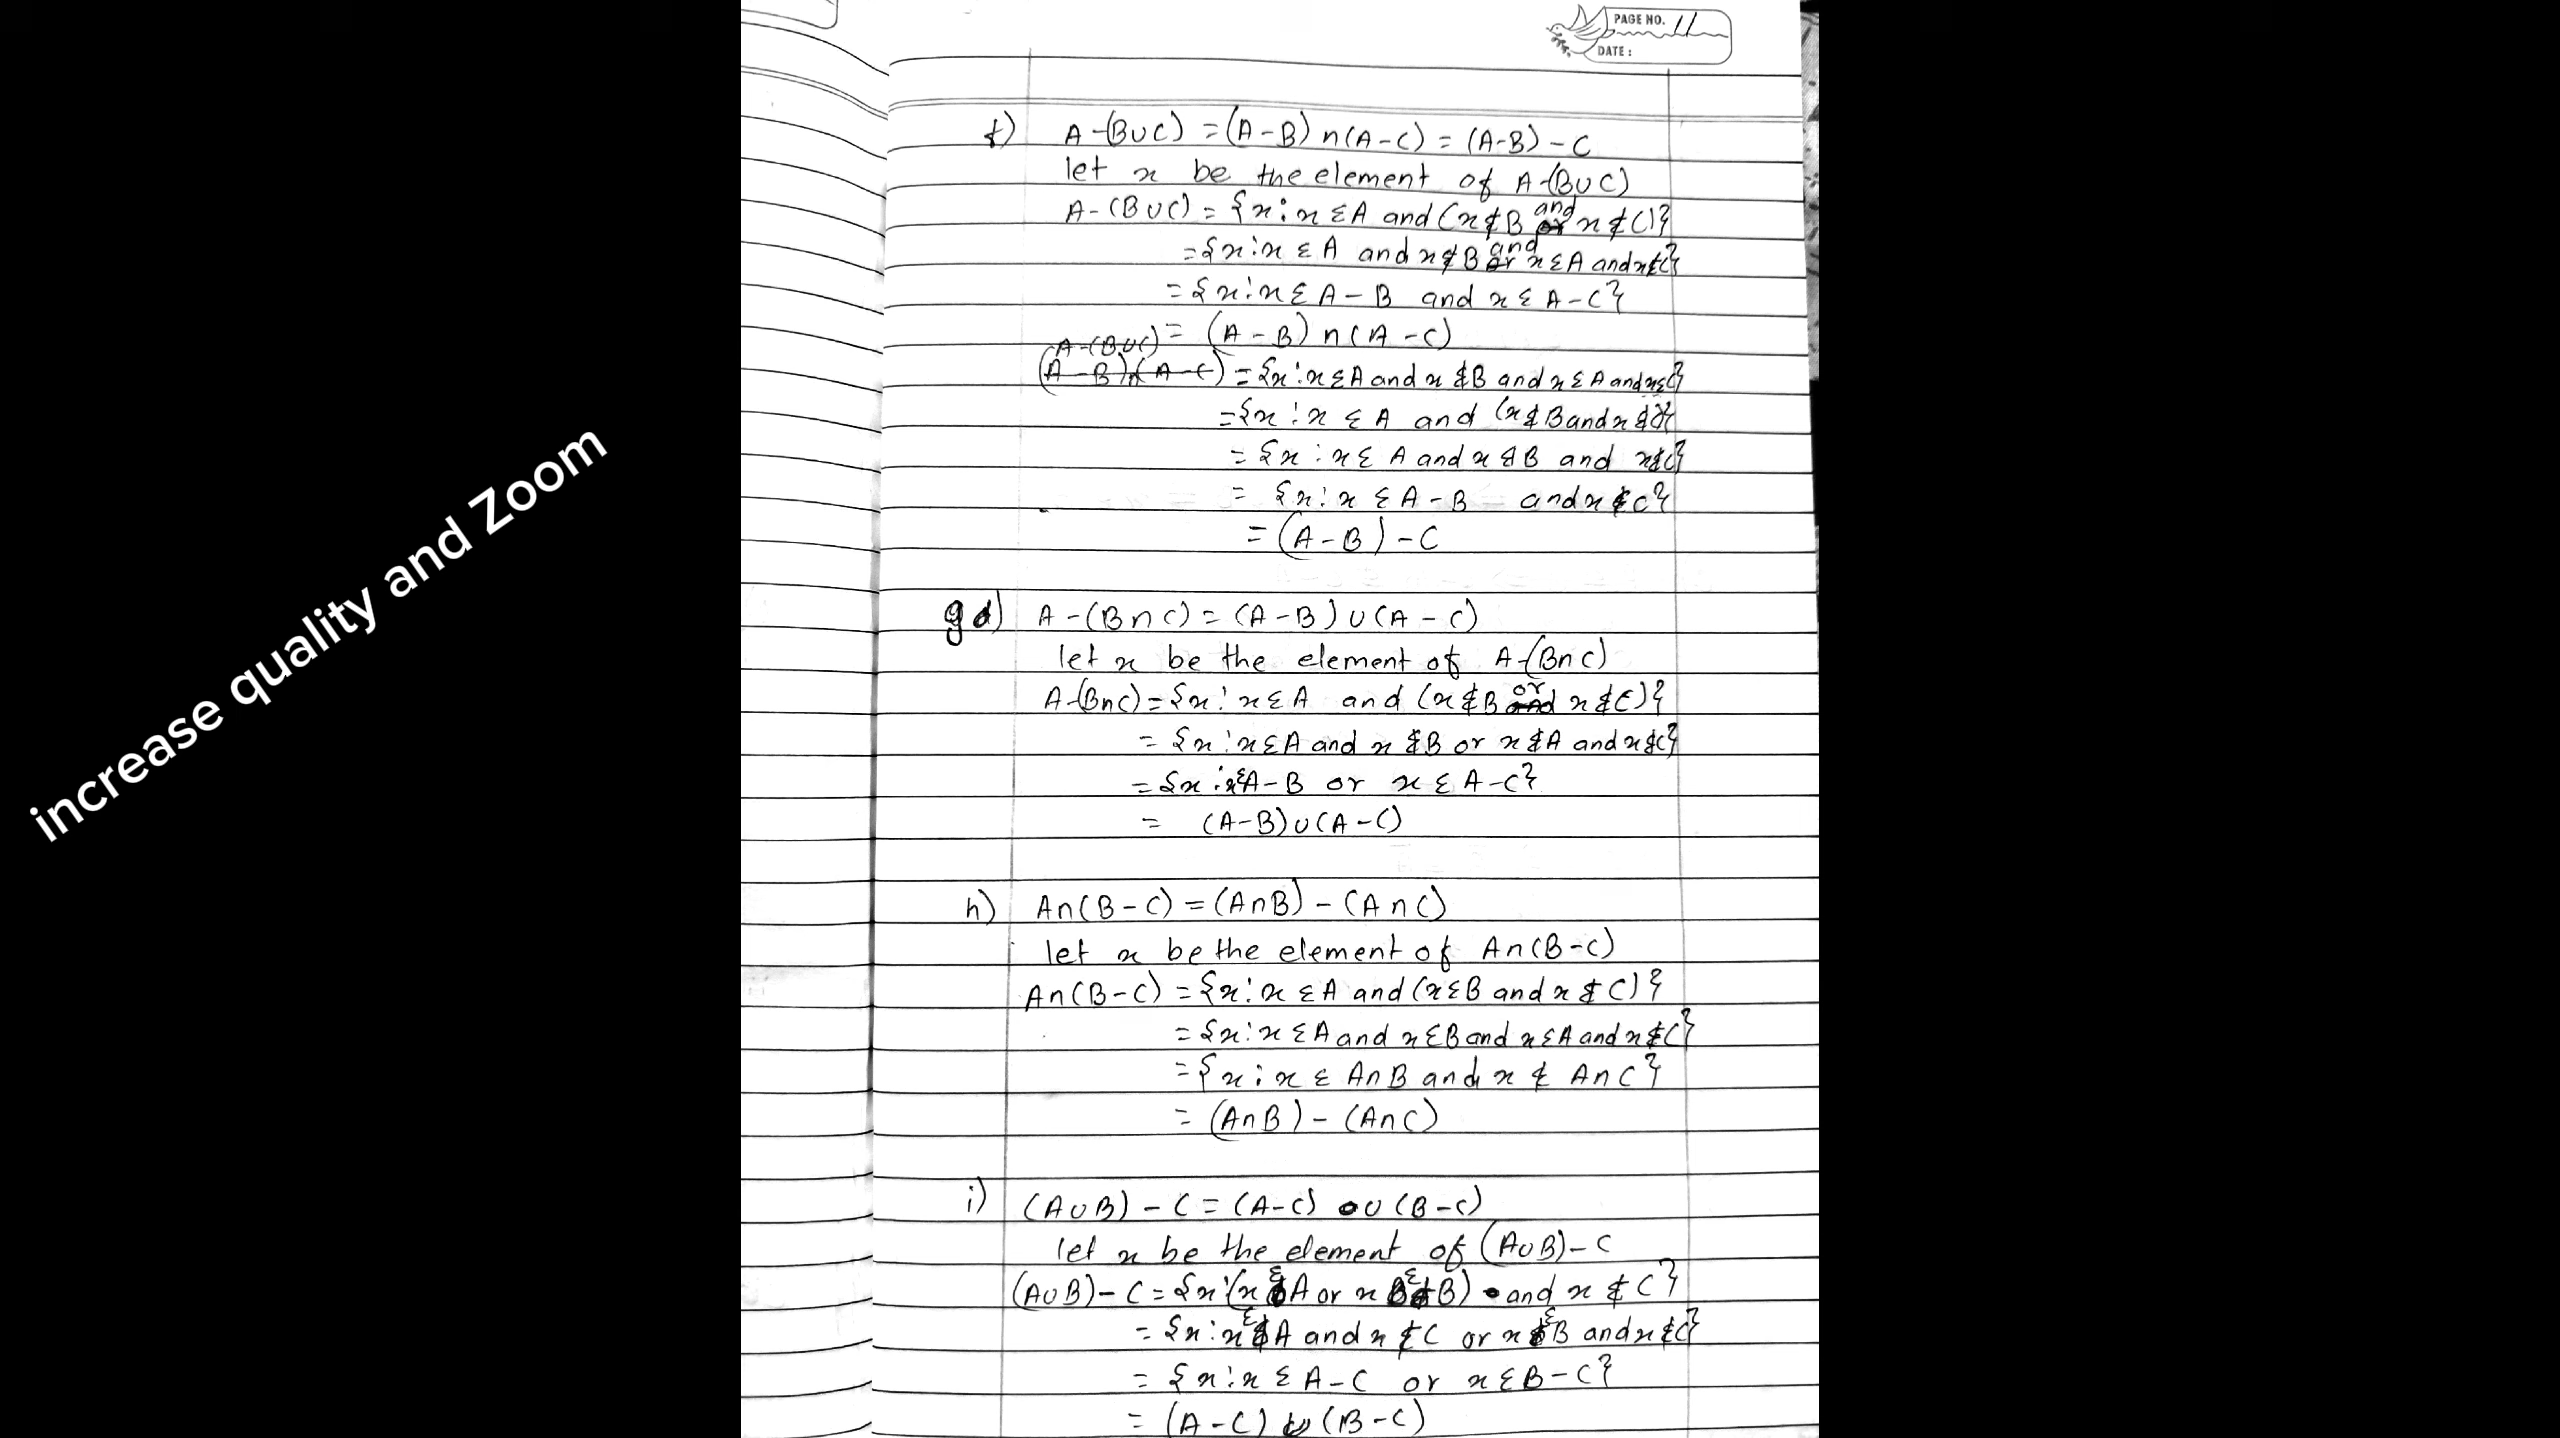 increase quality and Zoom
PAGE NO. 11
DATE :
f) A-(B∪C) = (A-B)∩(A-C) = (A-B)-C
let x be the element of A-(B∪C)
A-(B∪C) = {x:x∈A and (x∉B and x∉C)}
={x:x∈A and x∉B and x∈A and x∉C}
={x:x∈A-B and x∈A-C}
= (A-B)∩(A-C)
A-(B∪C)
(A-B)∩(A-C) = {x:x∈A and x∉B and x∈A and x∉C}
={x:x∈A and (x∉B and x∉C)}
={x:x∈A and x∉B and x∉C}
= {x:x∈A-B and x∉C}
= (A-B)-C
g d) A-(B∩C) = (A-B)∪(A-C)
let x be the element of A-(B∩C)
A-(B∩C) = {x:x∈A and (x∉B or x∉C)}
= {x:x∈A and x∉B or x∉A and x∉C}
= {x:x∈A-B or x∈A-C}
= (A-B)∪(A-C)
h) A∩(B-C) = (A∩B)-(A∩C)
let x be the element of A∩(B-C)
A∩(B-C) = {x:x∈A and (x∈B and x∉C)}
= {x:x∈A and x∈B and x∈A and x∉C}
= {x:x∈A∩B and x∉A∩C}
= (A∩B)-(A∩C)
i) (A∪B)-C = (A-C) ∪(B-C)
let x be the element of (A∪B)-C
(A∪B)-C = {x:(x∈A or x∈B) and x∉C}
= {x:x∈A and x∉C or x∈B and x∉C}
= {x:x∈A-C or x∈B-C}
= (A-C)∪(B-C)